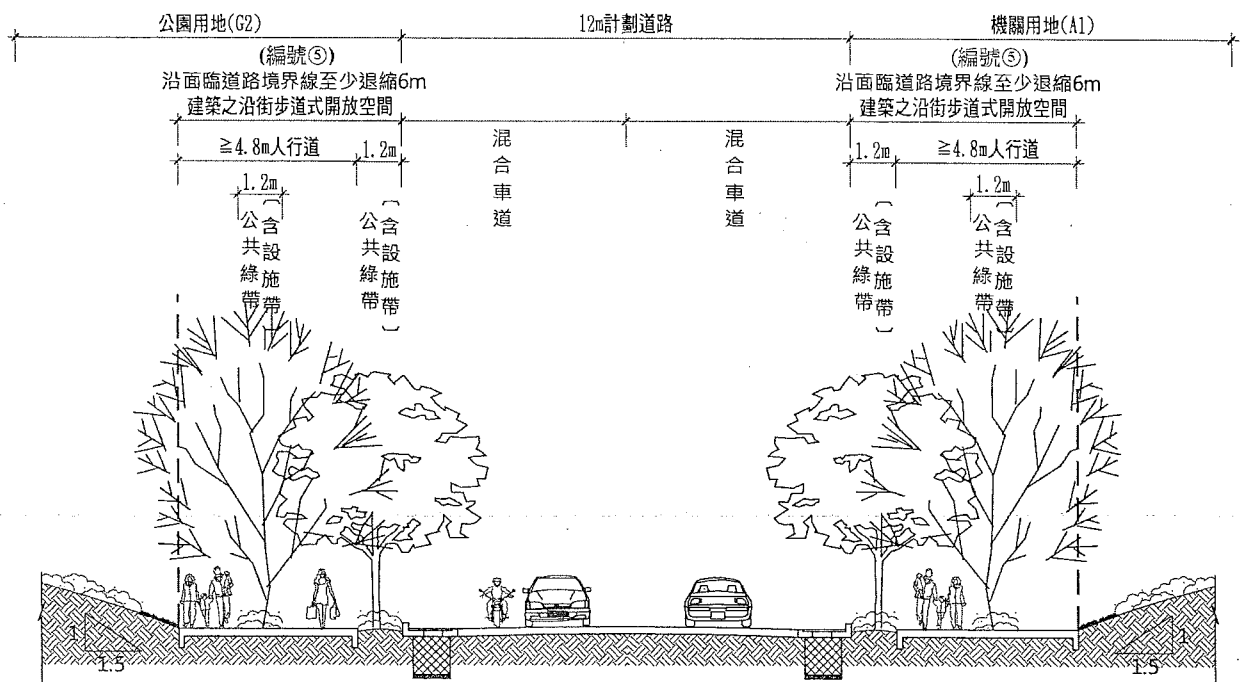 公園用地(G2)
12m計劃道路
機關用地(A1)
(編號⑤)
沿面臨道路境界線至少退縮6m
建築之沿街步道式開放空間
(編號⑤)
沿面臨道路境界線至少退縮6m
建築之沿街步道式開放空間
≧4.8m人行道
1.2m
混合車道
混合車道
1.2m
≧4.8m人行道
1.2m
1.2m
公共綠帶
(含設施帶)
公共綠帶
(含設施帶)
公共綠帶
(含設施帶)
公共綠帶
(含設施帶)
1
1.5
1
1.5